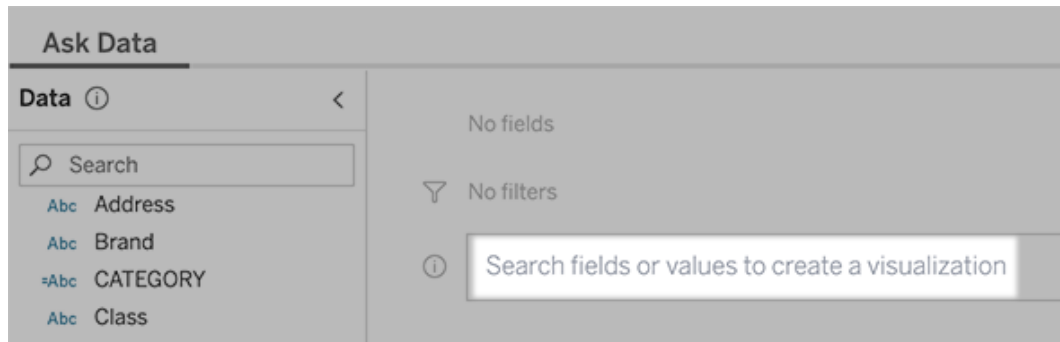 Ask Data
Data
Search
Abc Address
Abc Brand
=Abc CATEGORY
Abc Class
No fields
No filters
Search fields or values to create a visualization